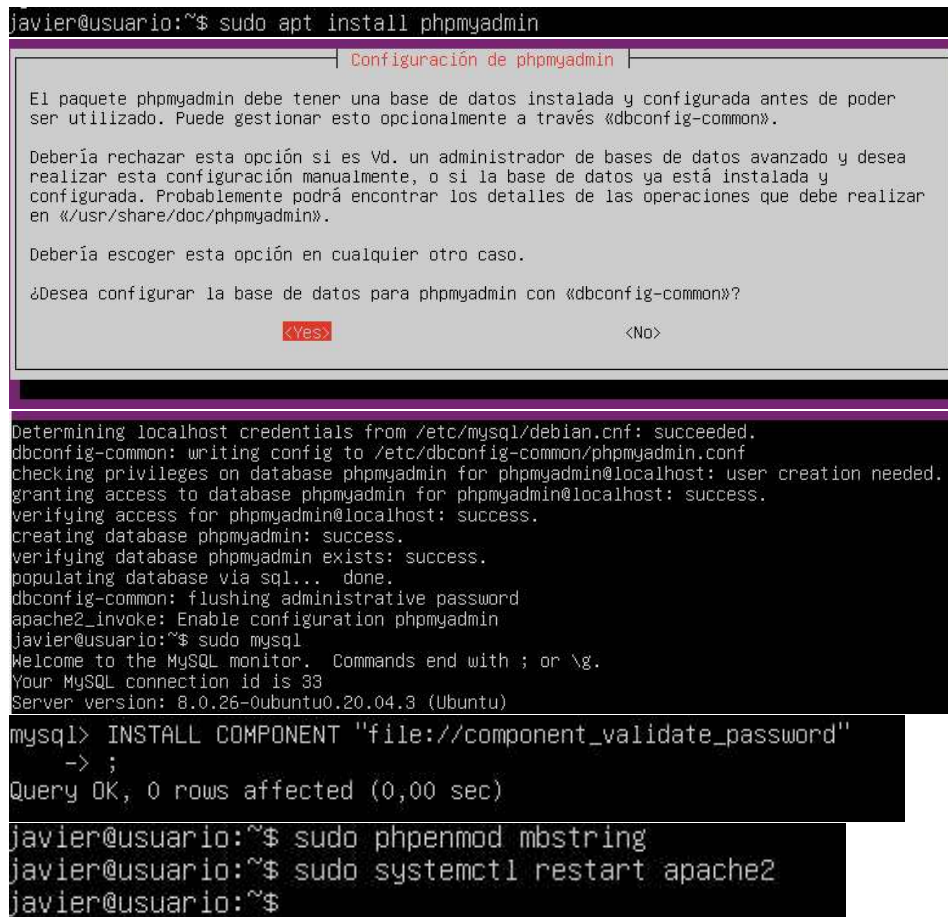 javier@usuario:~$ sudo apt install phpmyadmin
Configuración de phpmyadmin
El paquete phpmyadmin debe tener una base de datos instalada y configurada antes de poder
ser utilizado. Puede gestionar esto opcionalmente a través «dbconfig-common».
Debería rechazar esta opción si es Vd. un administrador de bases de datos avanzado y desea
realizar esta configuración manualmente, o si la base de datos ya está instalada y
configurada. Probablemente podrá encontrar los detalles de las operaciones que debe realizar
en «/usr/share/doc/phpmyadmin».
Debería escoger esta opción en cualquier otro caso.
¿Desea configurar la base de datos para phpmyadmin con «dbconfig-common»?
<Yes> <No>
Determining localhost credentials from /etc/mysql/debian.cnf: succeeded.
dbconfig-common: writing config to /etc/dbconfig-common/phpmyadmin.conf
checking privileges on database phpmyadmin for phpmyadmin@localhost: user creation needed.
granting access to database phpmyadmin for phpmyadmin@localhost: success.
verifying access for phpmyadmin@localhost: success.
creating database phpmyadmin: success.
verifying database phpmyadmin exists: success.
populating database via sql...  done.
dbconfig-common: flushing administrative password
apache2_invoke: Enable configuration phpmyadmin
javier@usuario:~$ sudo mysql
Welcome to the MySQL monitor.  Commands end with ; or \g.
Your MySQL connection id is 33
Server version: 8.0.26-0ubuntu0.20.04.3 (Ubuntu)
mysql> INSTALL COMPONENT "file://component_validate_password"
    -> ;
Query OK, 0 rows affected (0,00 sec)
javier@usuario:~$ sudo phpenmod mbstring
javier@usuario:~$ sudo systemctl restart apache2
javier@usuario:~$